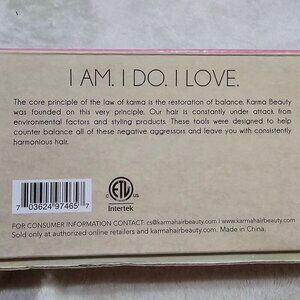 I AM. I DO. I LOVE.
The core principle of the law of karma is the restoration of balance. Karma Beauty
was founded on this very principle. Our hair is constantly under attack from
environmental factors and styling products. These tools were designed to help
counter balance all of these negative aggressors and leave you with consistently
harmonious hair.
ETL
Intertek
7 03624 97465 7
FOR CONSUMER INFORMATION CONTACT: cs@karmahairbeauty.com | www.karmahairbeauty.com
Sold only at authorized online retailers and karmahairbeauty.com. Made in China.